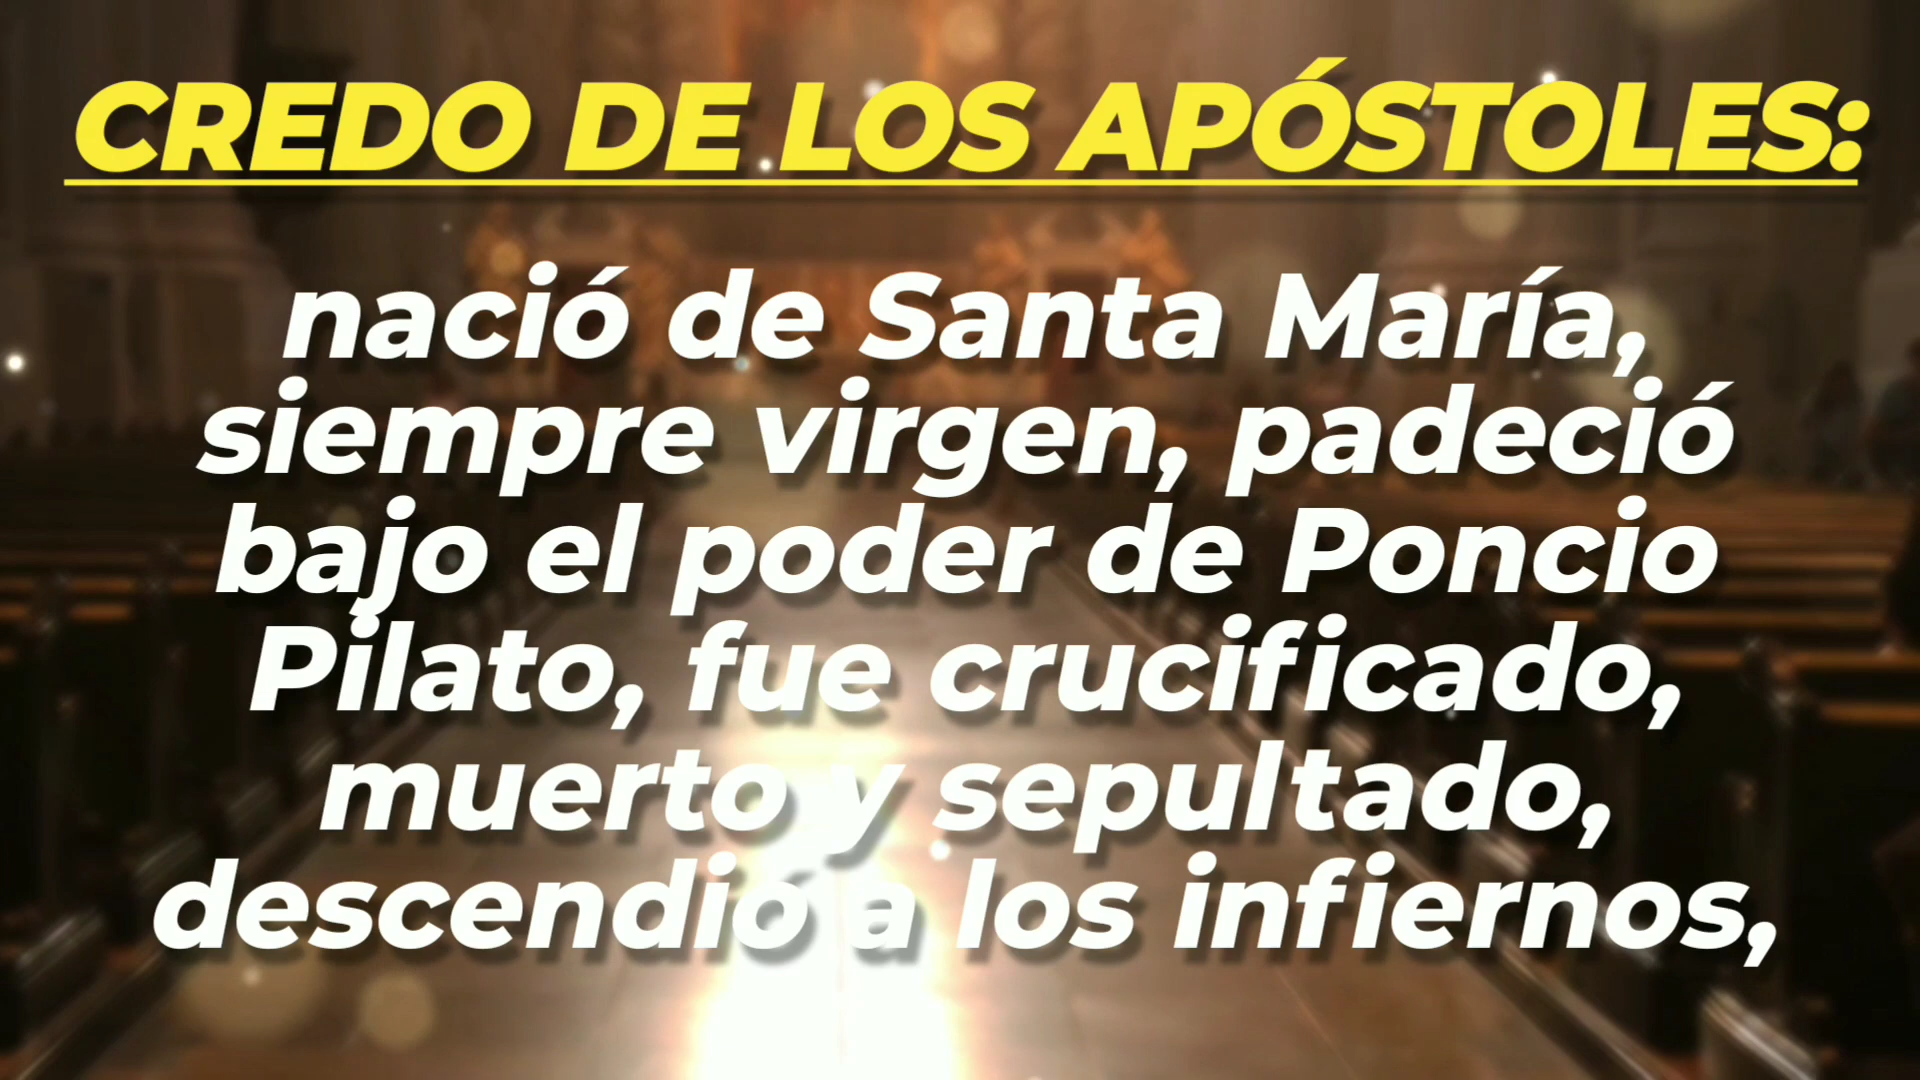 CREDO DE LOS APÓSTOLES:
nació de Santa María,
siempre virgen, padeció
bajo el poder de Poncio
Pilato, fue crucificado,
muerto y sepultado,
descendió a los infiernos,